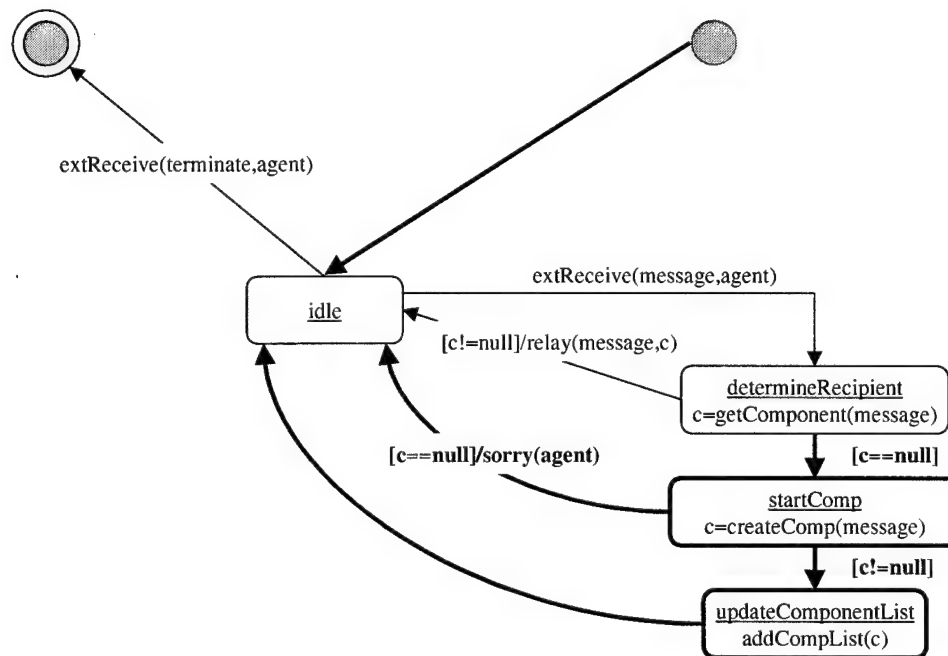 extReceive(terminate,agent)
extReceive(message,agent)
idle
[c!=null]/relay(message,c)
determineRecipient
c=getComponent(message)
[c==null]/sorry(agent)
[c==null]
startComp
c=createComp(message)
[c!=null]
updateComponentList
addCompList(c)